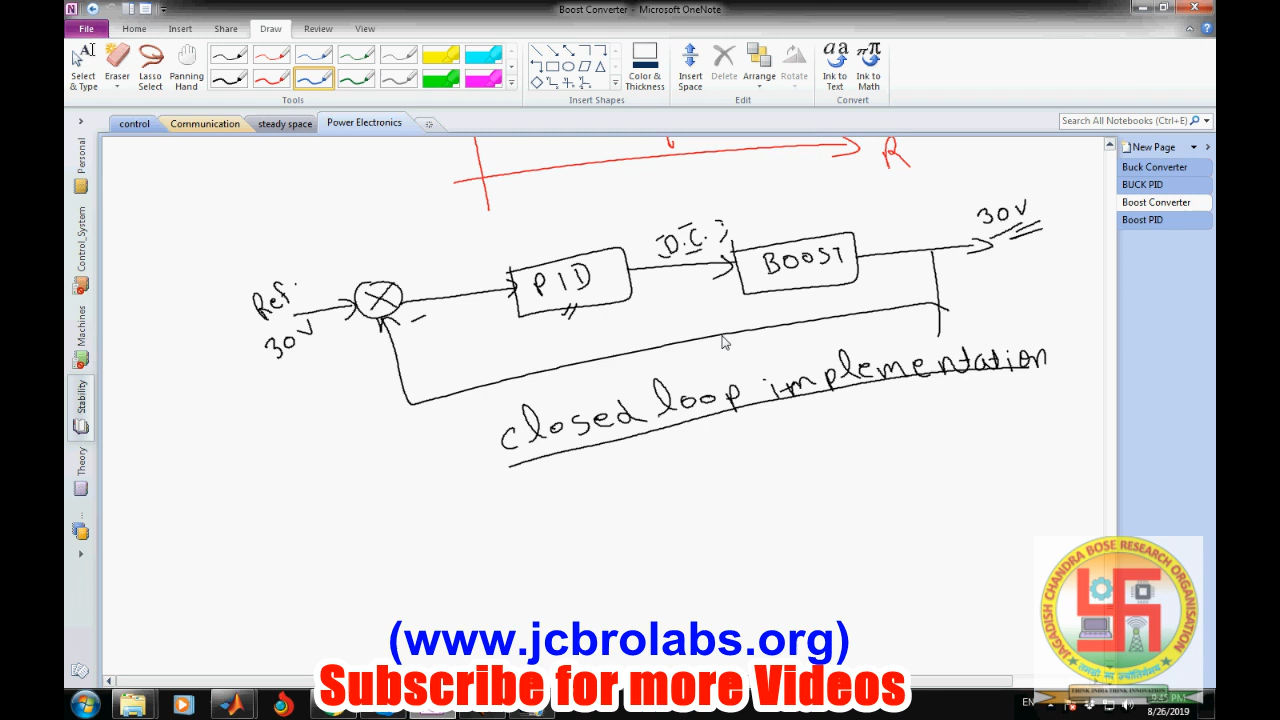 Boost Converter - Microsoft OneNote
File Home Insert Share Draw Review View
Select & Type
Eraser
Lasso Select
Panning Hand
Color & Thickness
Insert Space
Delete
Arrange
Rotate
Ink to Text
Ink to Math
Tools
Insert Shapes
Edit
Convert
control Communication steady space Power Electronics
Search All Notebooks (Ctrl+E)
New Page
Buck Converter
BUCK PID
Boost Converter
Boost PID
Personal
Control_System
Machines
Stability
Theory
R
Ref.
30V
PID
D.C.
BOOST
30V
closed loop implementation
JAGADISH CHANDRA BOSE RESEARCH ORGANISATION
THINK INDIA THINK INNOVATION
(www.jcbrolabs.org)
Subscribe for more Videos
EN
9:45 PM
8/26/2019